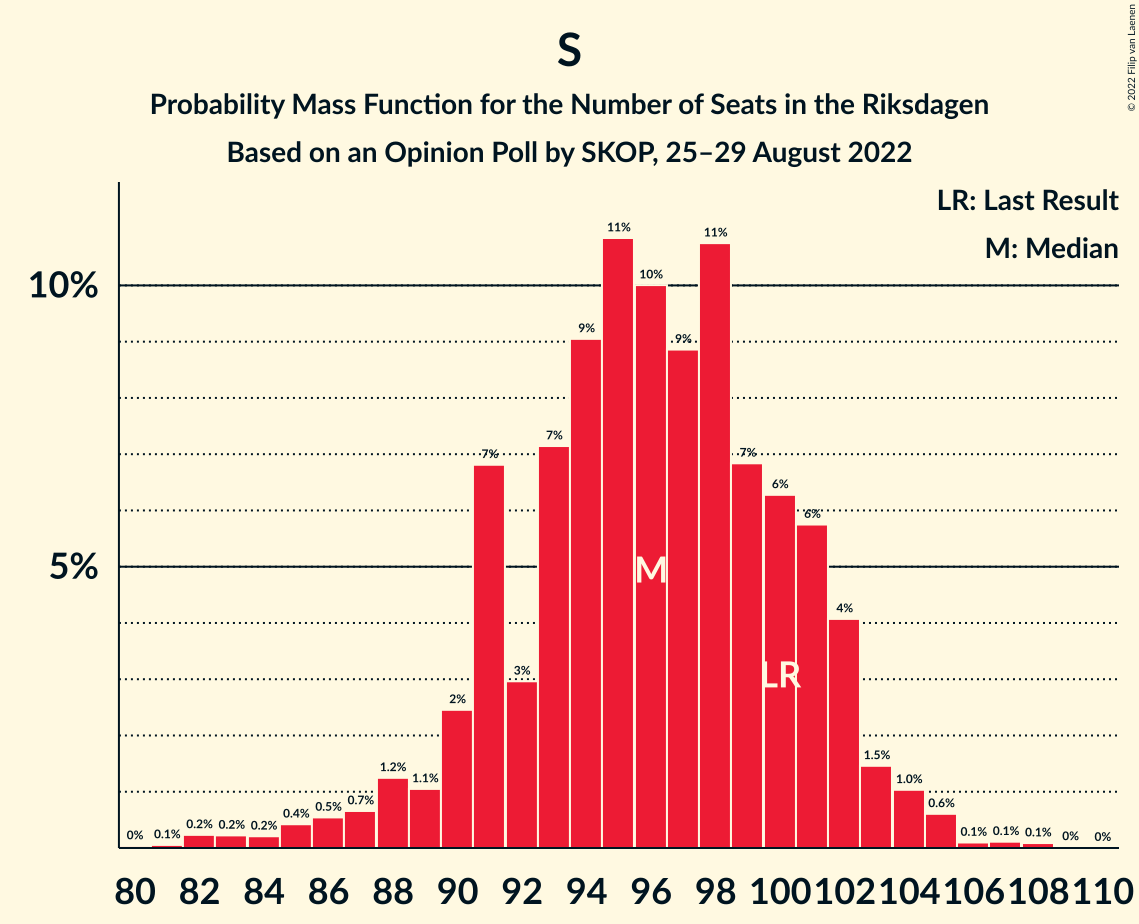 S
Probability Mass Function for the Number of Seats in the Riksdagen
Based on an Opinion Poll by SKOP, 25–29 August 2022
© 2022 Filip van Laenen
LR: Last Result
M: Median
10%
5%
0% 0.1% 0.2% 0.2% 0.2% 0.4% 0.5% 0.7% 1.2% 1.1% 2% 7% 3% 7% 9% 11% 10% 9% 11% 7% 6% 6% 4% 1.5% 1.0% 0.6% 0.1% 0.1% 0.1% 0% 0%
M
LR
80 82 84 86 88 90 92 94 96 98 100 102 104 106 108 110